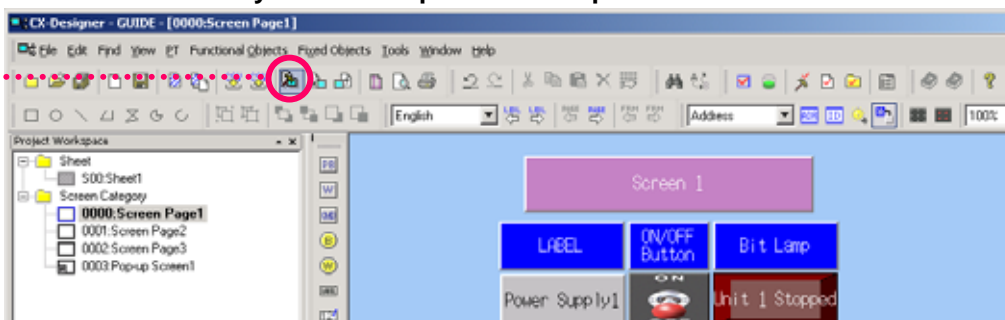 CX-Designer - GUIDE - [0000:Screen Page1]
File Edit Find View PT Functional Objects Fixed Objects Tools Window Help
English Address 100%
Project Workspace
Sheet
S00:Sheet1
Screen Category
0000:Screen Page1
0001:Screen Page2
0002:Screen Page3
0003:Pop-up Screen1
PB
W
B
W
Screen 1
LABEL
ON/OFF
Button
Bit Lamp
ON
Power Supply1
Unit 1 Stopped